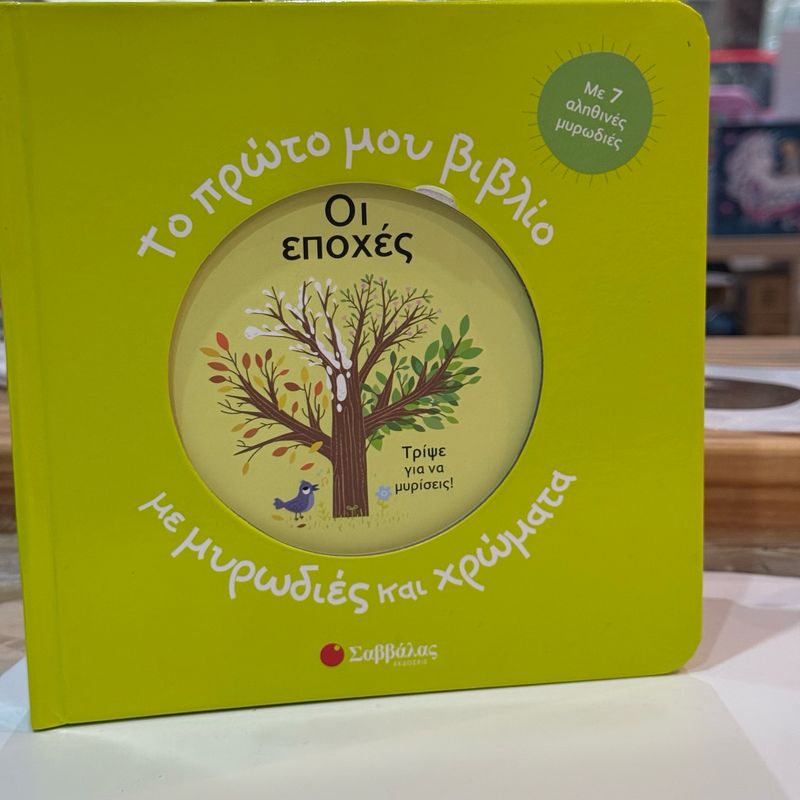 Με 7
αληθινές
μυρωδιές
Το πρώτο μου βιβλίο
Οι
εποχές
Τρίψε
για να
μυρίσεις!
με μυρωδιές και χρώματα
Σαββάλας
ΕΚΔΟΣΕΙΣ